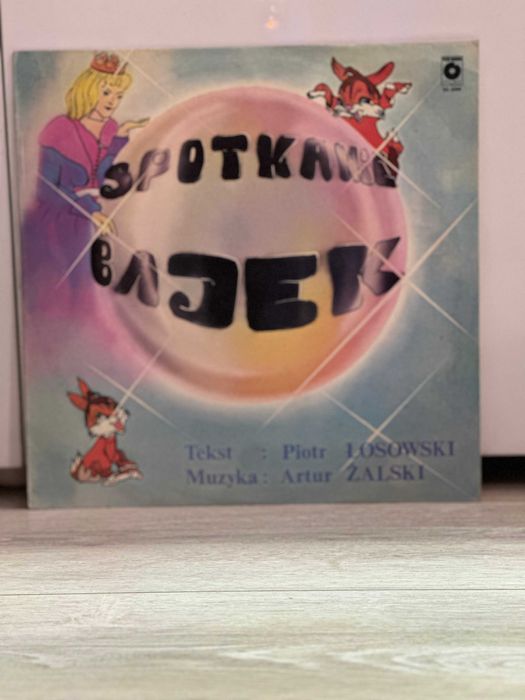 SPOTKANIE
BAJEK
Tekst : Piotr ŁOSOWSKI
Muzyka : Artur ŻALSKI